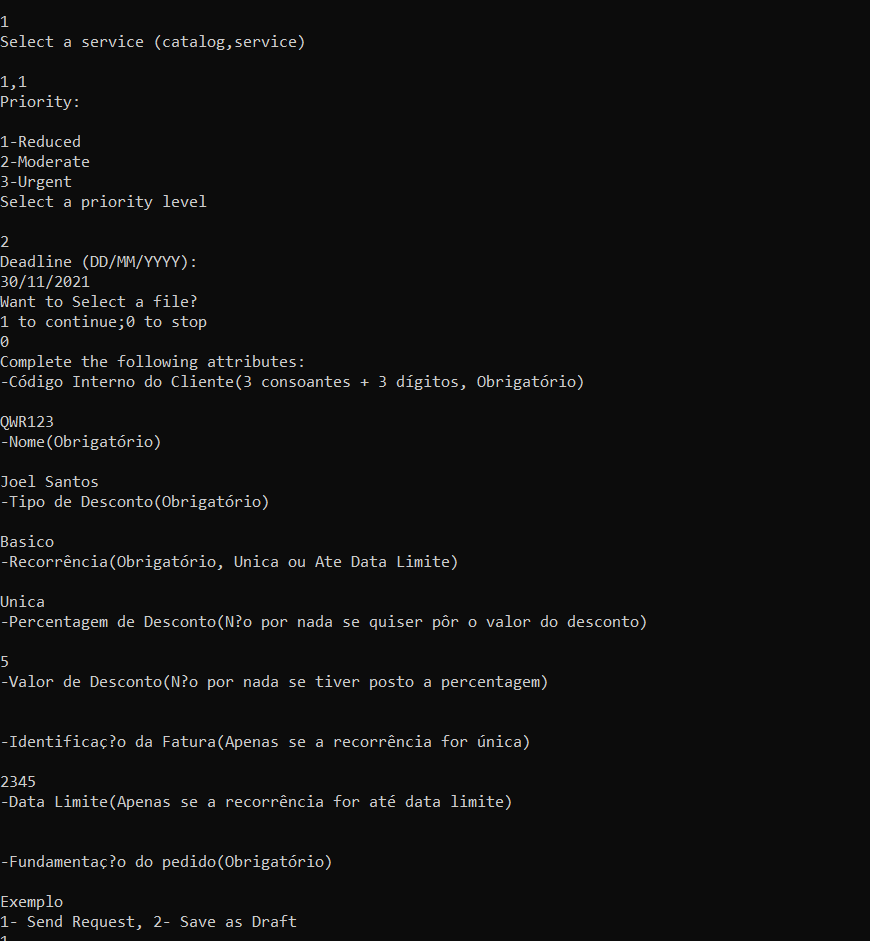 1
Select a service (catalog,service)
1,1
Priority:
1-Reduced
2-Moderate
3-Urgent
Select a priority level
2
Deadline (DD/MM/YYYY):
30/11/2021
Want to Select a file?
1 to continue;0 to stop
0
Complete the following attributes:
-Código Interno do Cliente(3 consoantes + 3 dígitos, Obrigatório)
QWR123
-Nome(Obrigatório)
Joel Santos
-Tipo de Desconto(Obrigatório)
Basico
-Recorrência(Obrigatório, Unica ou Ate Data Limite)
Unica
-Percentagem de Desconto(N?o por nada se quiser pôr o valor do desconto)
5
-Valor de Desconto(N?o por nada se tiver posto a percentagem)
-Identificaç?o da Fatura(Apenas se a recorrência for única)
2345
-Data Limite(Apenas se a recorrência for até data limite)
-Fundamentaç?o do pedido(Obrigatório)
Exemplo
1- Send Request, 2- Save as Draft
1